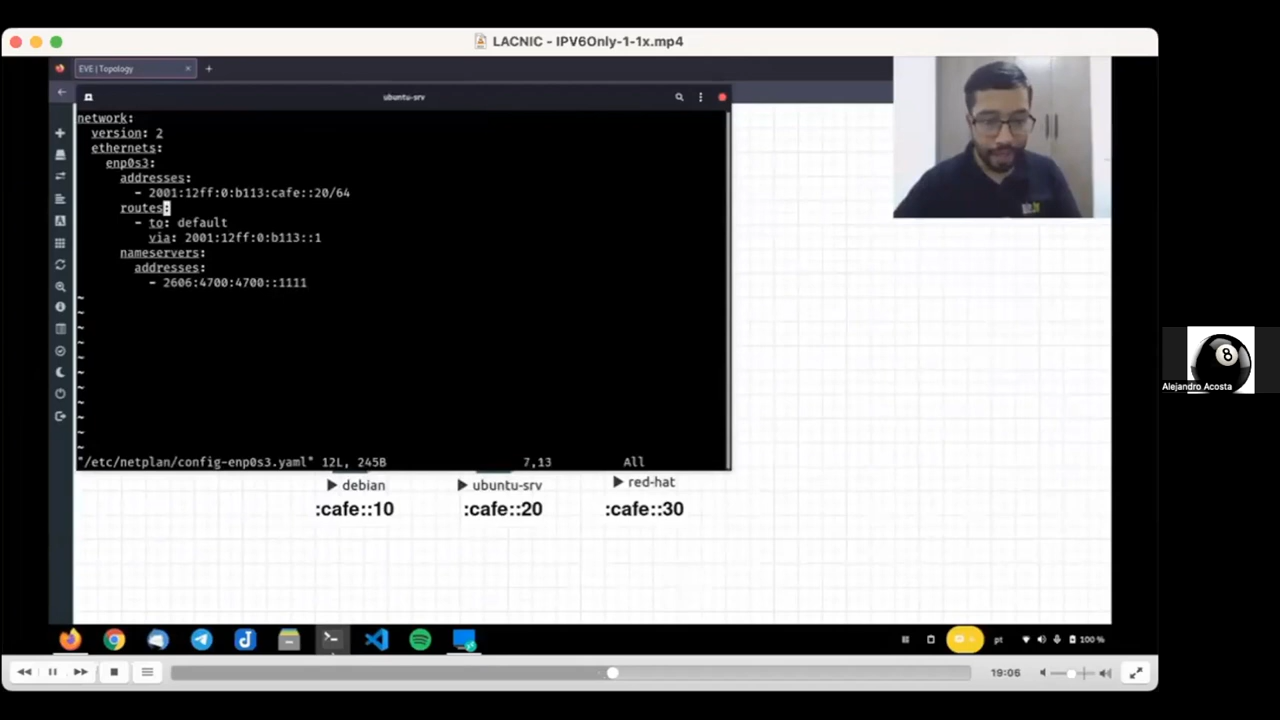 LACNIC - IPV6Only-1-1x.mp4
EVE | Topology
ubuntu-srv
network:
version: 2
ethernets:
enp0s3:
addresses:
- 2001:12ff:0:b113:cafe::20/64
routes:
- to: default
via: 2001:12ff:0:b113::1
nameservers:
addresses:
- 2606:4700:4700::1111
~
~
~
~
~
~
~
~
~
~
~
"/etc/netplan/config-enp0s3.yaml" 12L, 245B 7,13 All
debian ubuntu-srv red-hat
:cafe::10 :cafe::20 :cafe::30
8
Alejandro Acosta
pt 100 %
19:06